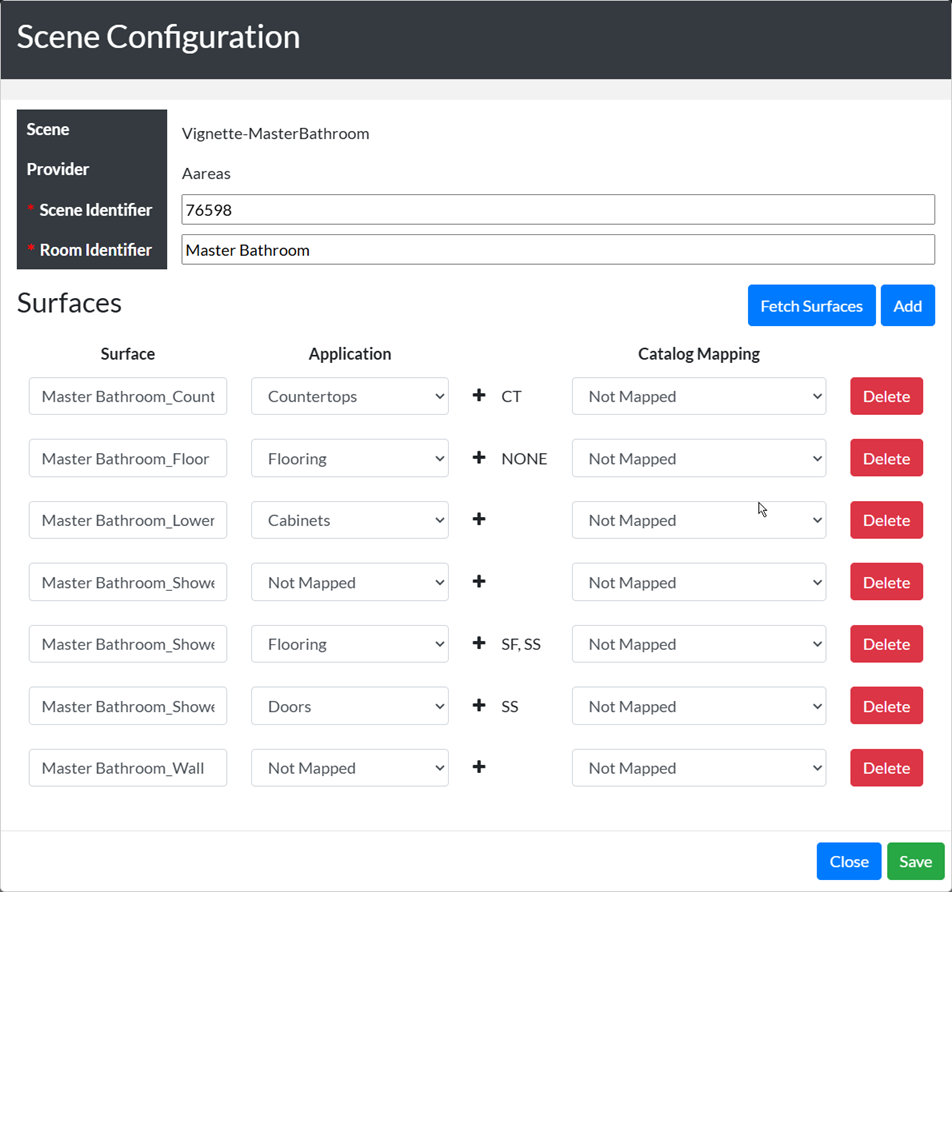 Scene Configuration
Scene Vignette-MasterBathroom
Provider Aareas
* Scene Identifier 76598
* Room Identifier Master Bathroom
Surfaces Fetch Surfaces Add
Surface Application Catalog Mapping
Master Bathroom_Count Countertops + CT Not Mapped Delete
Master Bathroom_Floor Flooring + NONE Not Mapped Delete
Master Bathroom_Lower Cabinets + Not Mapped Delete
Master Bathroom_Showe Not Mapped + Not Mapped Delete
Master Bathroom_Showe Flooring + SF, SS Not Mapped Delete
Master Bathroom_Showe Doors + SS Not Mapped Delete
Master Bathroom_Wall Not Mapped + Not Mapped Delete
Close Save